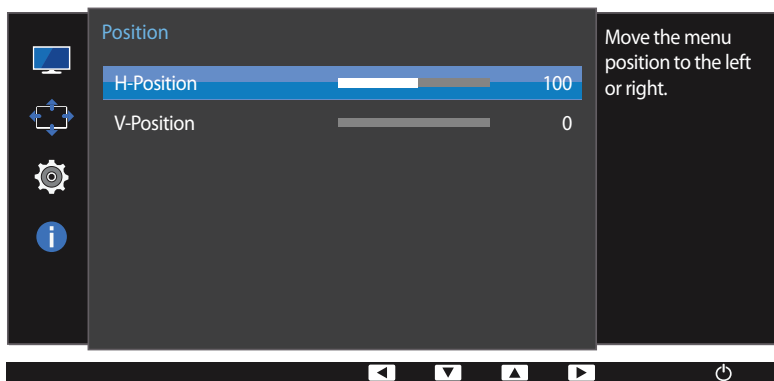 Position
H-Position 100
V-Position 0
Move the menu
position to the left
or right.